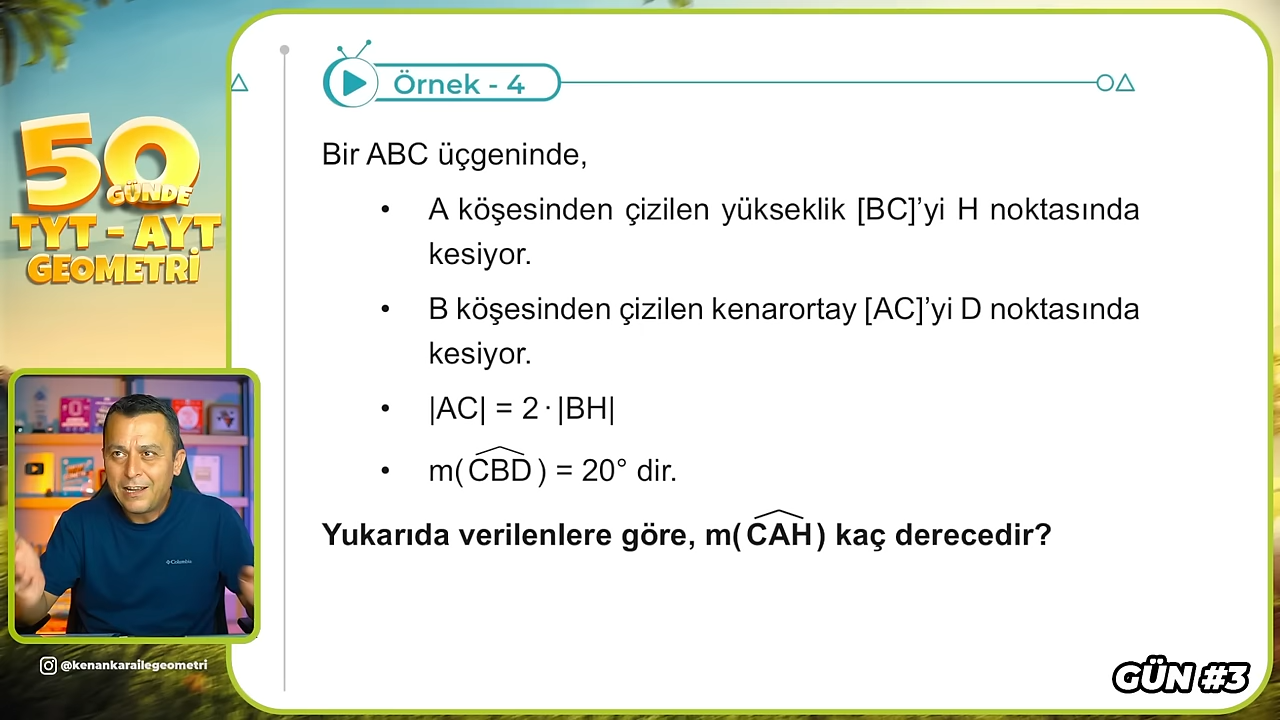 50
GÜNDE
TYT - AYT
GEOMETRİ
Örnek - 4
Bir ABC üçgeninde,
• A köşesinden çizilen yükseklik [BC]'yi H noktasında
kesiyor.
• B köşesinden çizilen kenarortay [AC]'yi D noktasında
kesiyor.
• |AC| = 2·|BH|
• m(CBD) = 20° dir.
Yukarıda verilenlere göre, m(CAH) kaç derecedir?
Columbia
@kenankarailegeometri
GÜN #3